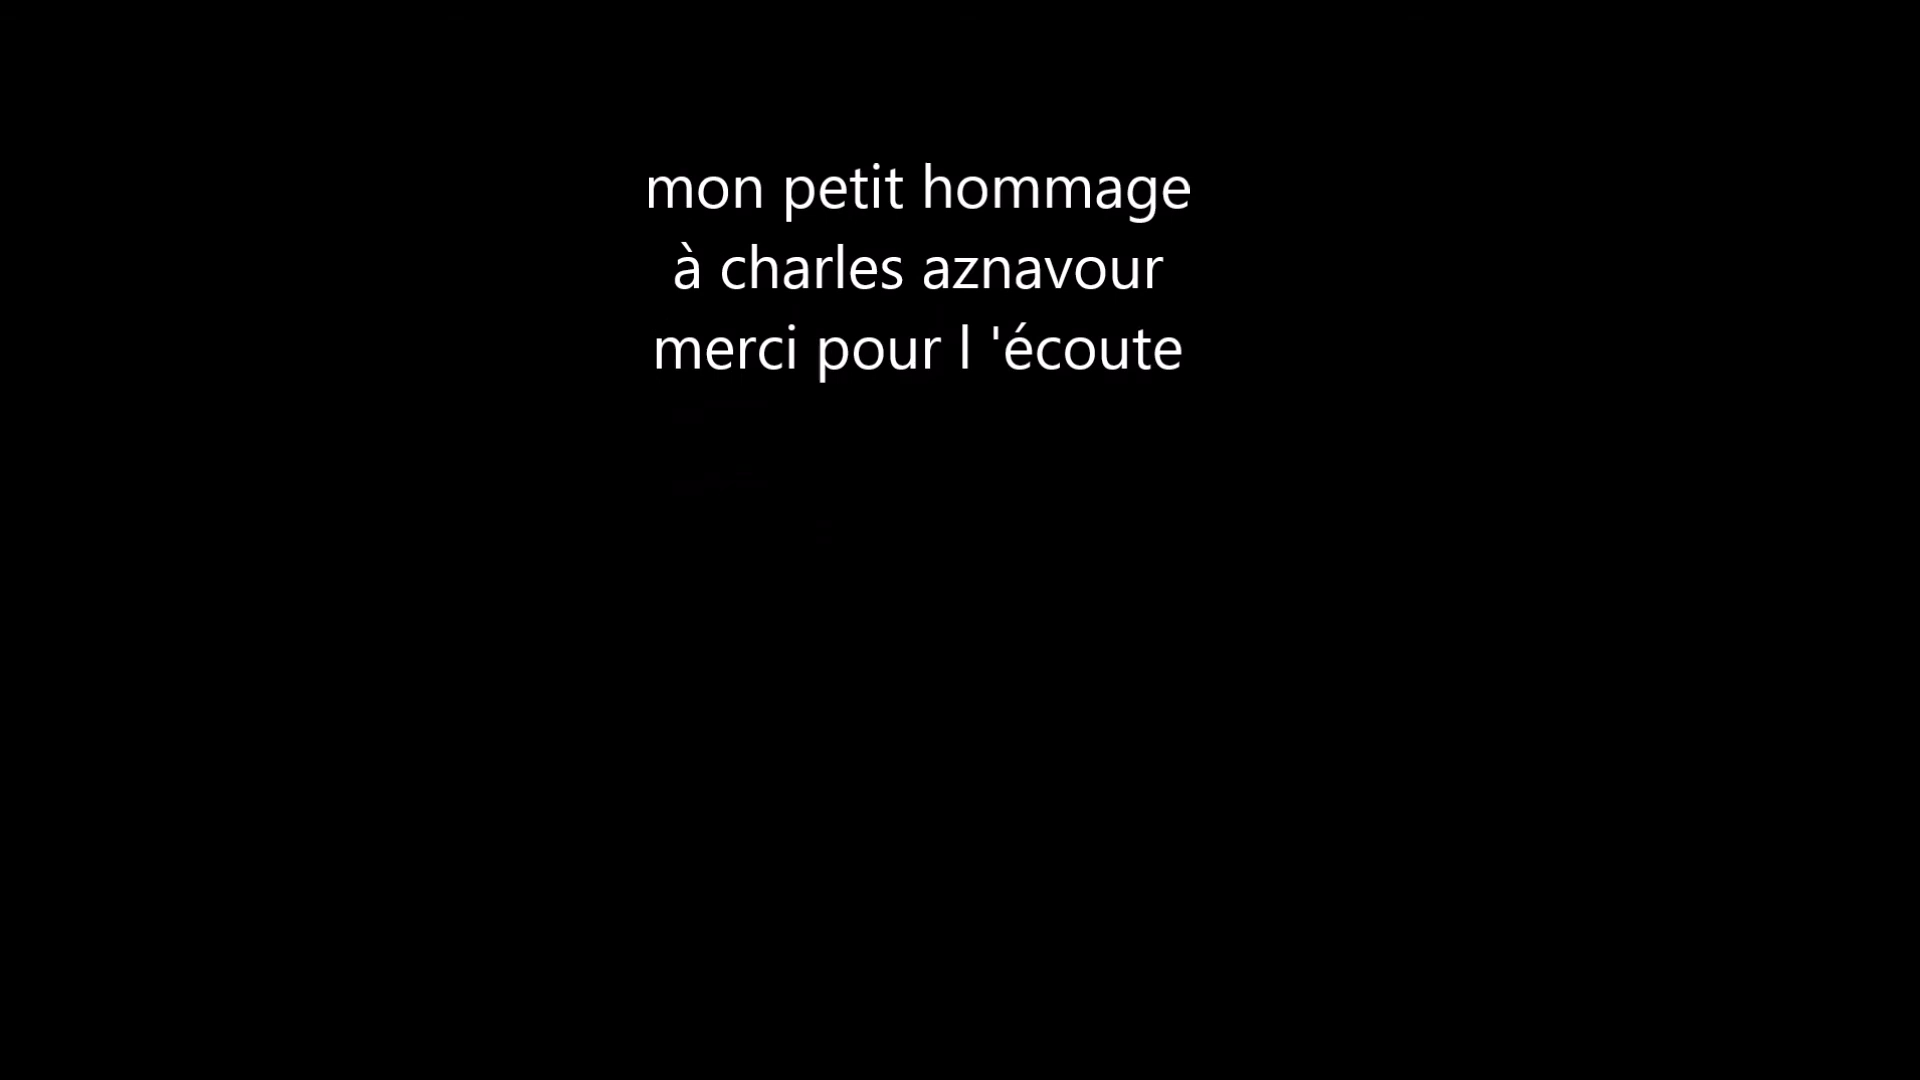 mon petit hommage
à charles aznavour
merci pour l 'écoute